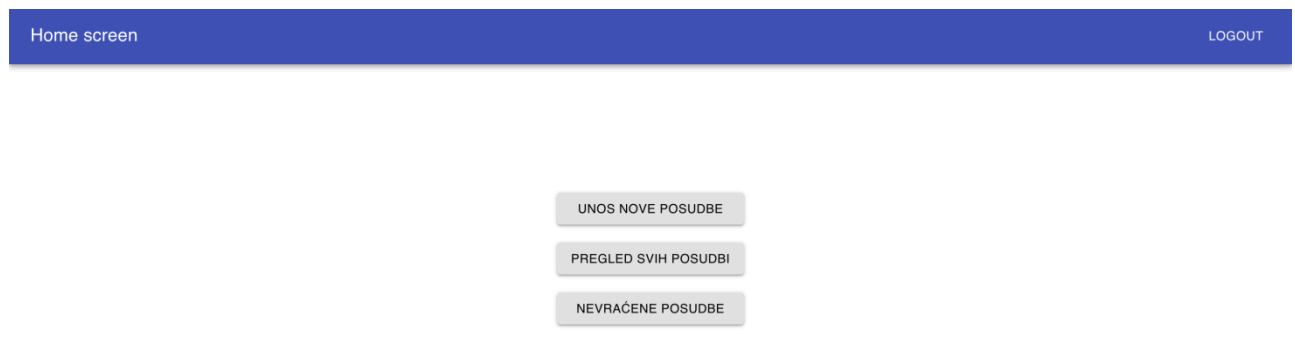 Home screen
LOGOUT
UNOS NOVE POSUDBE
PREGLED SVIH POSUDBI
NEVRAĆENE POSUDBE